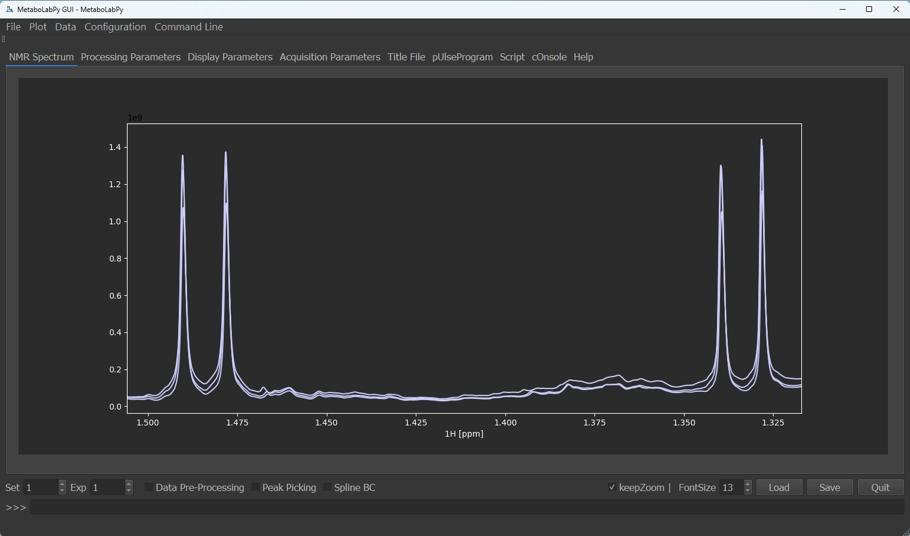 MetaboLabPy GUI - MetaboLabPy
File Plot Data Configuration Command Line
NMR Spectrum Processing Parameters Display Parameters Acquisition Parameters Title File pUlseProgram Script cOnsole Help
1e9
1.4
1.2
1.0
0.8
0.6
0.4
0.2
0.0
1.500 1.475 1.450 1.425 1.400 1.375 1.350 1.325
1H [ppm]
Set 1 Exp 1 Data Pre-Processing Peak Picking Spline BC keepZoom | FontSize 13 Load Save Quit
>>>